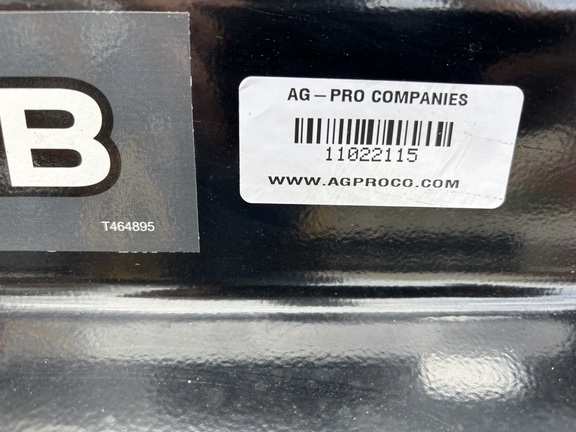 B
T464895
AG-PRO COMPANIES
11022115
WWW.AGPROCO.COM